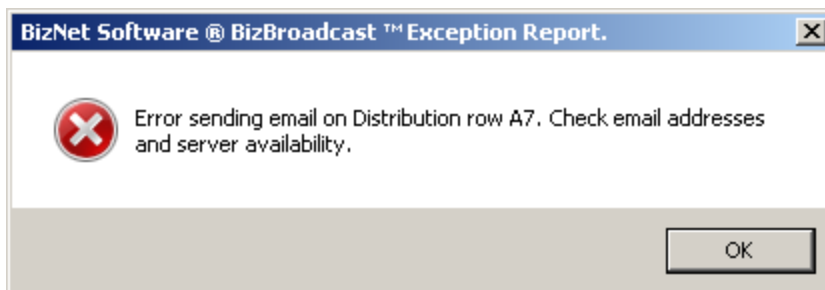 BizNet Software ® BizBroadcast ™ Exception Report.
Error sending email on Distribution row A7. Check email addresses
and server availability.
OK